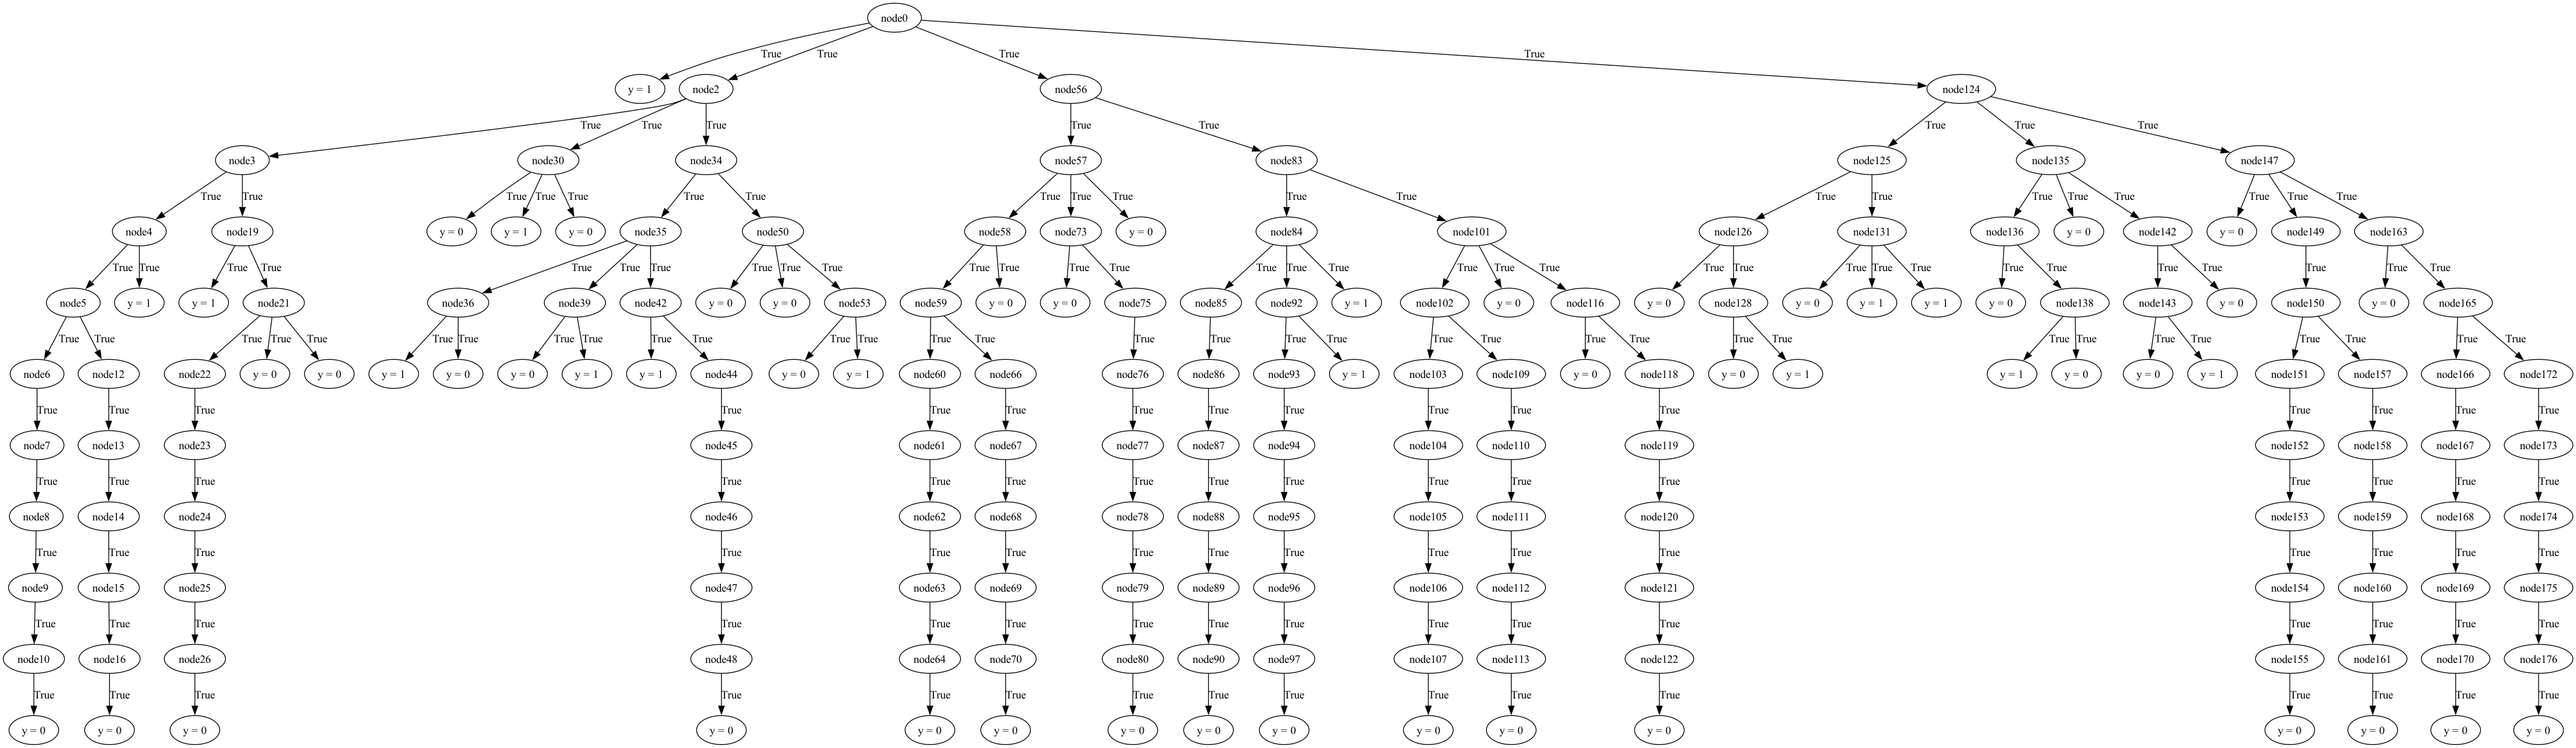 node0
True True True True
y = 1 node2 node56 node124
True True True True True True True True
node3 node30 node34 node57 node83 node125 node135 node147
True True True True True True True True True True True True True True True True True True True True
node4 node19 y = 0 y = 1 y = 0 node35 node50 node58 node73 y = 0 node84 node101 node126 node131 node136 y = 0 node142 y = 0 node149 node163
True True True True True True True True True True True True True True True True True True True True True True True True True True True True True True True True True
node5 y = 1 y = 1 node21 node36 node39 node42 y = 0 y = 0 node53 node59 y = 0 y = 0 node75 node85 node92 y = 1 node102 y = 0 node116 y = 0 node128 y = 0 y = 1 y = 1 y = 0 node138 node143 y = 0 node150 y = 0 node165
True True True True True True True True True True True True True True True True True True True True True True True True True True True True True True True True True
node6 node12 node22 y = 0 y = 0 y = 1 y = 0 y = 0 y = 1 y = 1 node44 y = 0 y = 1 node60 node66 node76 node86 node93 y = 1 node103 node109 y = 0 node118 y = 0 y = 1 y = 1 y = 0 y = 0 y = 1 node151 node157 node166 node172
True True True True True True True True True True True True True True True True
node7 node13 node23 node45 node61 node67 node77 node87 node94 node104 node110 node119 node152 node158 node167 node173
True True True True True True True True True True True True True True True True
node8 node14 node24 node46 node62 node68 node78 node88 node95 node105 node111 node120 node153 node159 node168 node174
True True True True True True True True True True True True True True True True
node9 node15 node25 node47 node63 node69 node79 node89 node96 node106 node112 node121 node154 node160 node169 node175
True True True True True True True True True True True True True True True True
node10 node16 node26 node48 node64 node70 node80 node90 node97 node107 node113 node122 node155 node161 node170 node176
True True True True True True True True True True True True True True True True
y = 0 y = 0 y = 0 y = 0 y = 0 y = 0 y = 0 y = 0 y = 0 y = 0 y = 0 y = 0 y = 0 y = 0 y = 0 y = 0